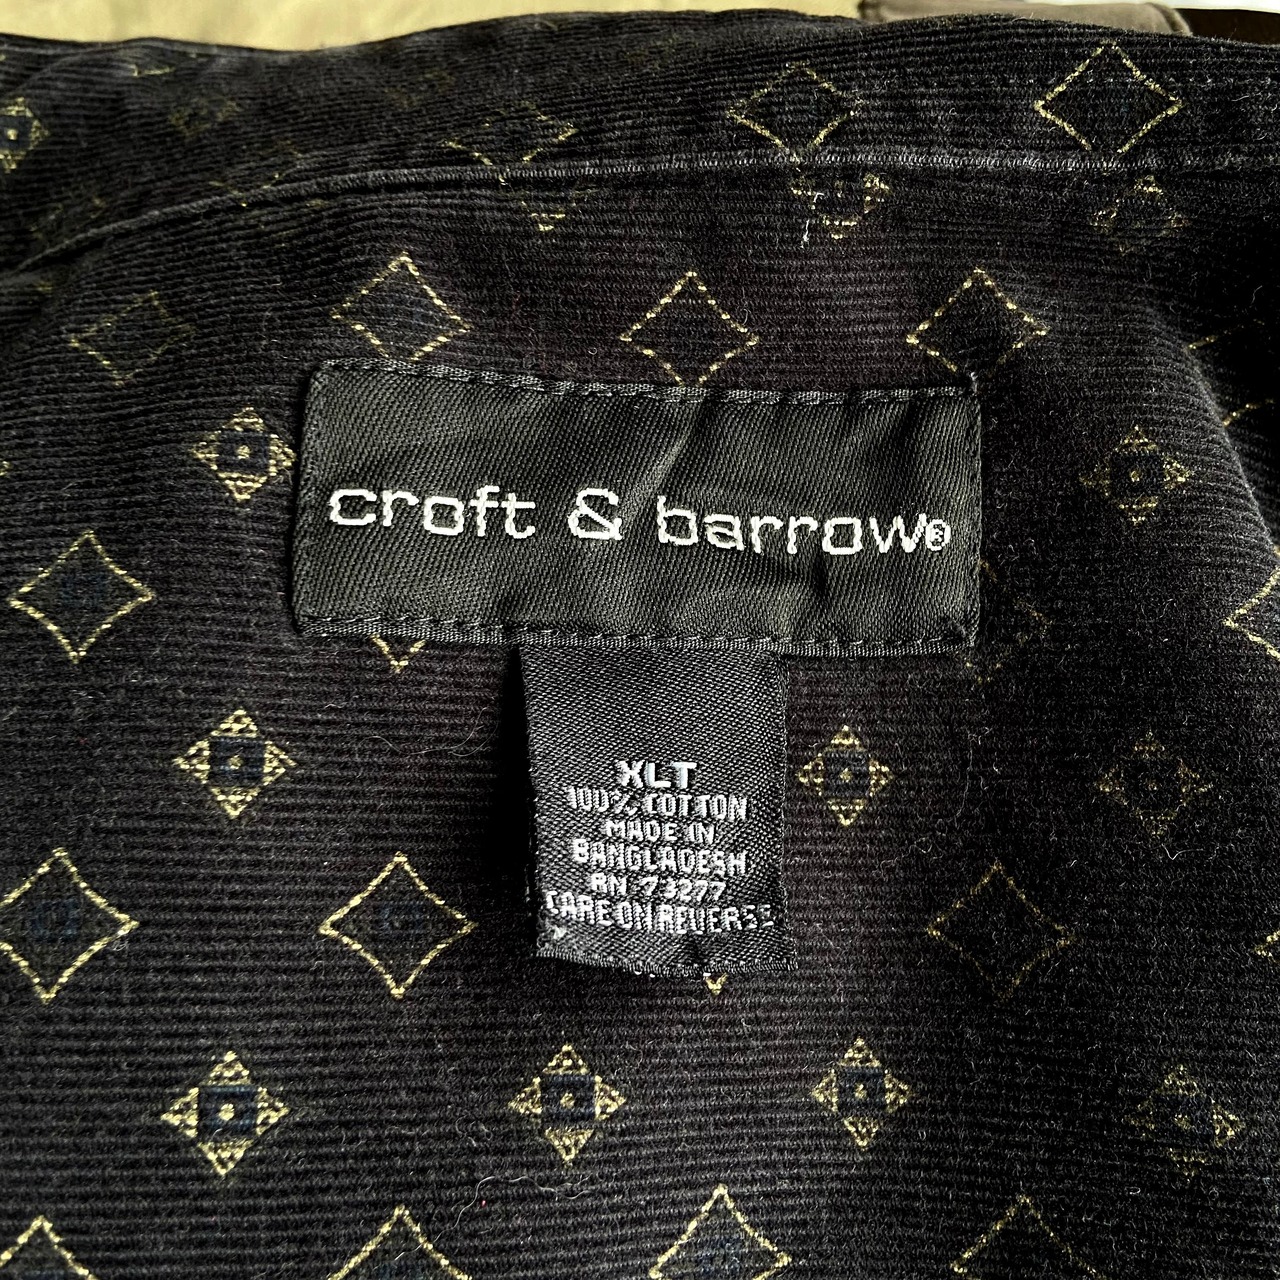 croft & barrow®
XLT
100% COTTON
MADE IN
BANGLADESH
RN 73277
CARE ON REVERSE